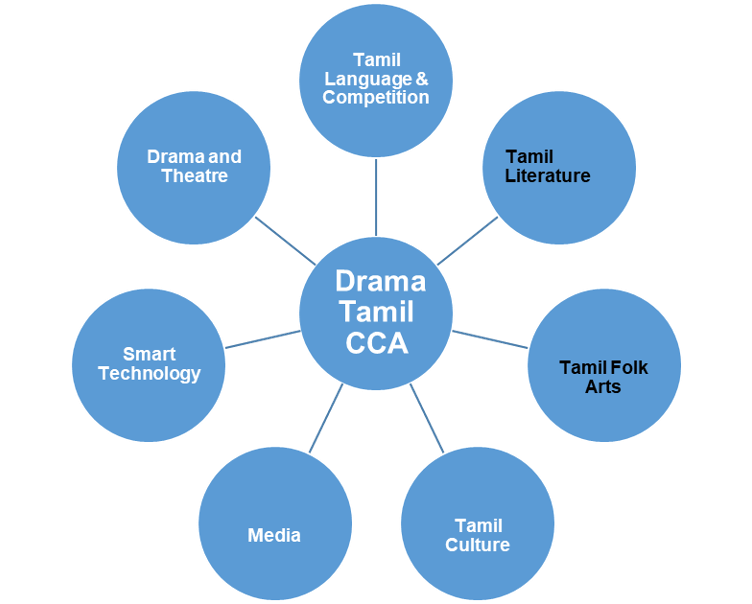 Tamil
Language &
Competition
Drama and
Theatre
Tamil
Literature
Drama
Tamil
CCA
Smart
Technology
Tamil Folk
Arts
Media
Tamil
Culture